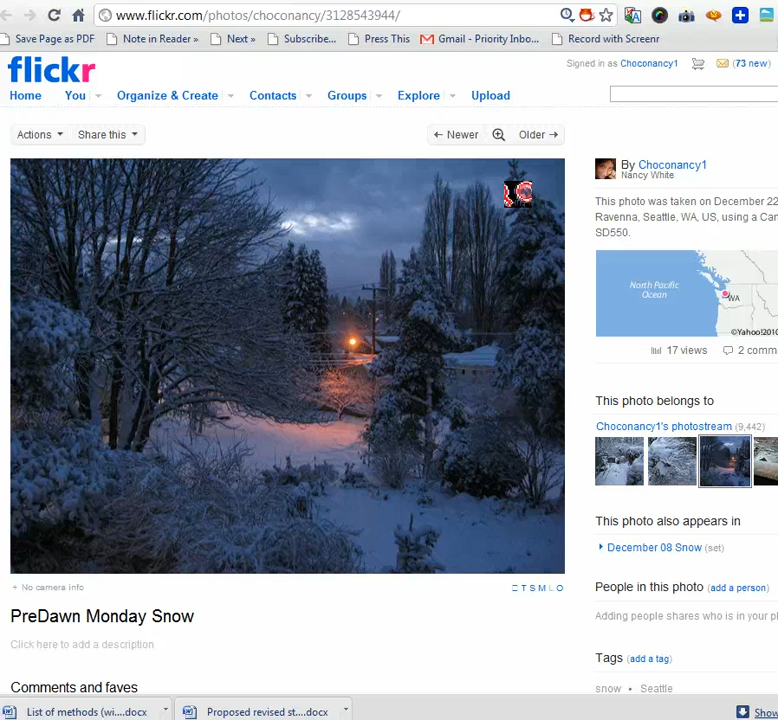 www.flickr.com/photos/choconancy/3128543944/
Save Page as PDF Note in Reader » Next » Subscribe... Press This Gmail - Priority Inbo... Record with Screenr
flickr
Signed in as Choconancy1 (73 new)
Home You Organize & Create Contacts Groups Explore Upload
Actions Share this ← Newer Older →
By Choconancy1
Nancy White
This photo was taken on December 22
Ravenna, Seattle, WA, US, using a Can
SD550.
North Pacific
Ocean
WA
©Yahoo!2010
17 views 2 comm
This photo belongs to
Choconancy1's photostream (9,442)
This photo also appears in
December 08 Snow (set)
+ No camera info
T S M L O
People in this photo (add a person)
PreDawn Monday Snow
Adding people shares who is in your
Click here to add a description
Tags (add a tag)
Comments and faves
snow • Seattle
List of methods (wi....docx Proposed revised st....docx Show